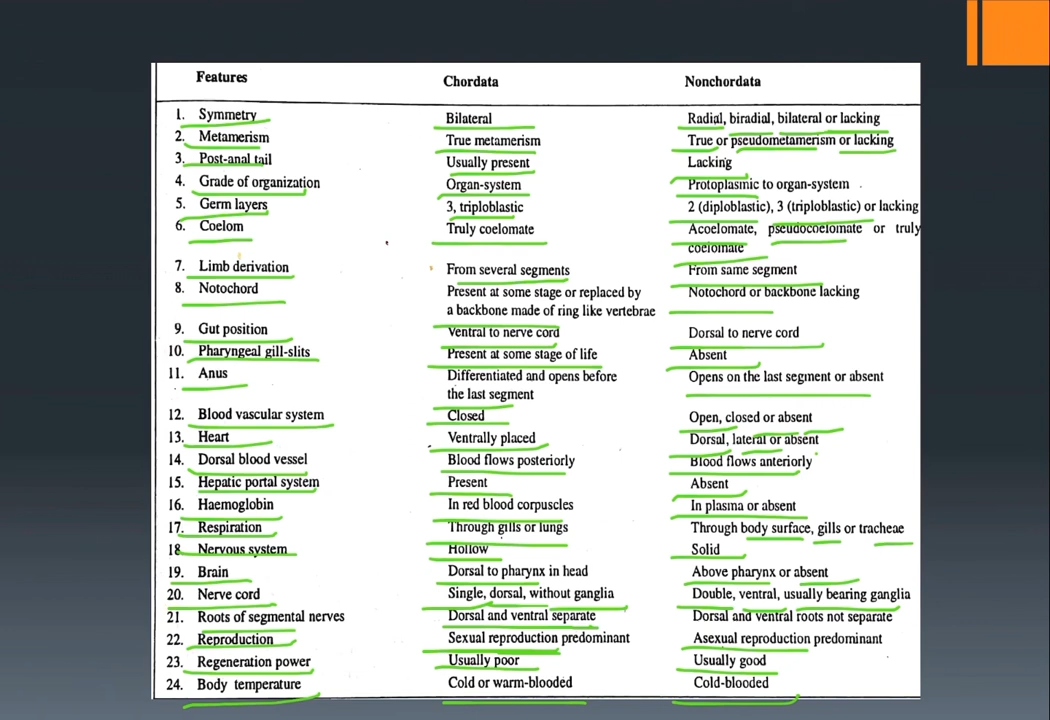 Features Chordata Nonchordata
1. Symmetry Bilateral Radial, biradial, bilateral or lacking
2. Metamerism True metamerism True or pseudometamerism or lacking
3. Post-anal tail Usually present Lacking
4. Grade of organization Organ-system Protoplasmic to organ-system
5. Germ layers 3, triploblastic 2 (diploblastic), 3 (triploblastic) or lacking
6. Coelom Truly coelomate Acoelomate, pseudocoelomate or truly
coelomate
7. Limb derivation From several segments From same segment
8. Notochord Present at some stage or replaced by Notochord or backbone lacking
a backbone made of ring like vertebrae
9. Gut position Ventral to nerve cord Dorsal to nerve cord
10. Pharyngeal gill-slits Present at some stage of life Absent
11. Anus Differentiated and opens before Opens on the last segment or absent
the last segment
12. Blood vascular system Closed Open, closed or absent
13. Heart Ventrally placed Dorsal, lateral or absent
14. Dorsal blood vessel Blood flows posteriorly Blood flows anteriorly
15. Hepatic portal system Present Absent
16. Haemoglobin In red blood corpuscles In plasma or absent
17. Respiration Through gills or lungs Through body surface, gills or tracheae
18 Nervous system Hollow Solid
19. Brain Dorsal to pharynx in head Above pharynx or absent
20. Nerve cord Single, dorsal, without ganglia Double, ventral, usually bearing ganglia
21. Roots of segmental nerves Dorsal and ventral separate Dorsal and ventral roots not separate
22. Reproduction Sexual reproduction predominant Asexual reproduction predominant
23. Regeneration power Usually poor Usually good
24. Body temperature Cold or warm-blooded Cold-blooded